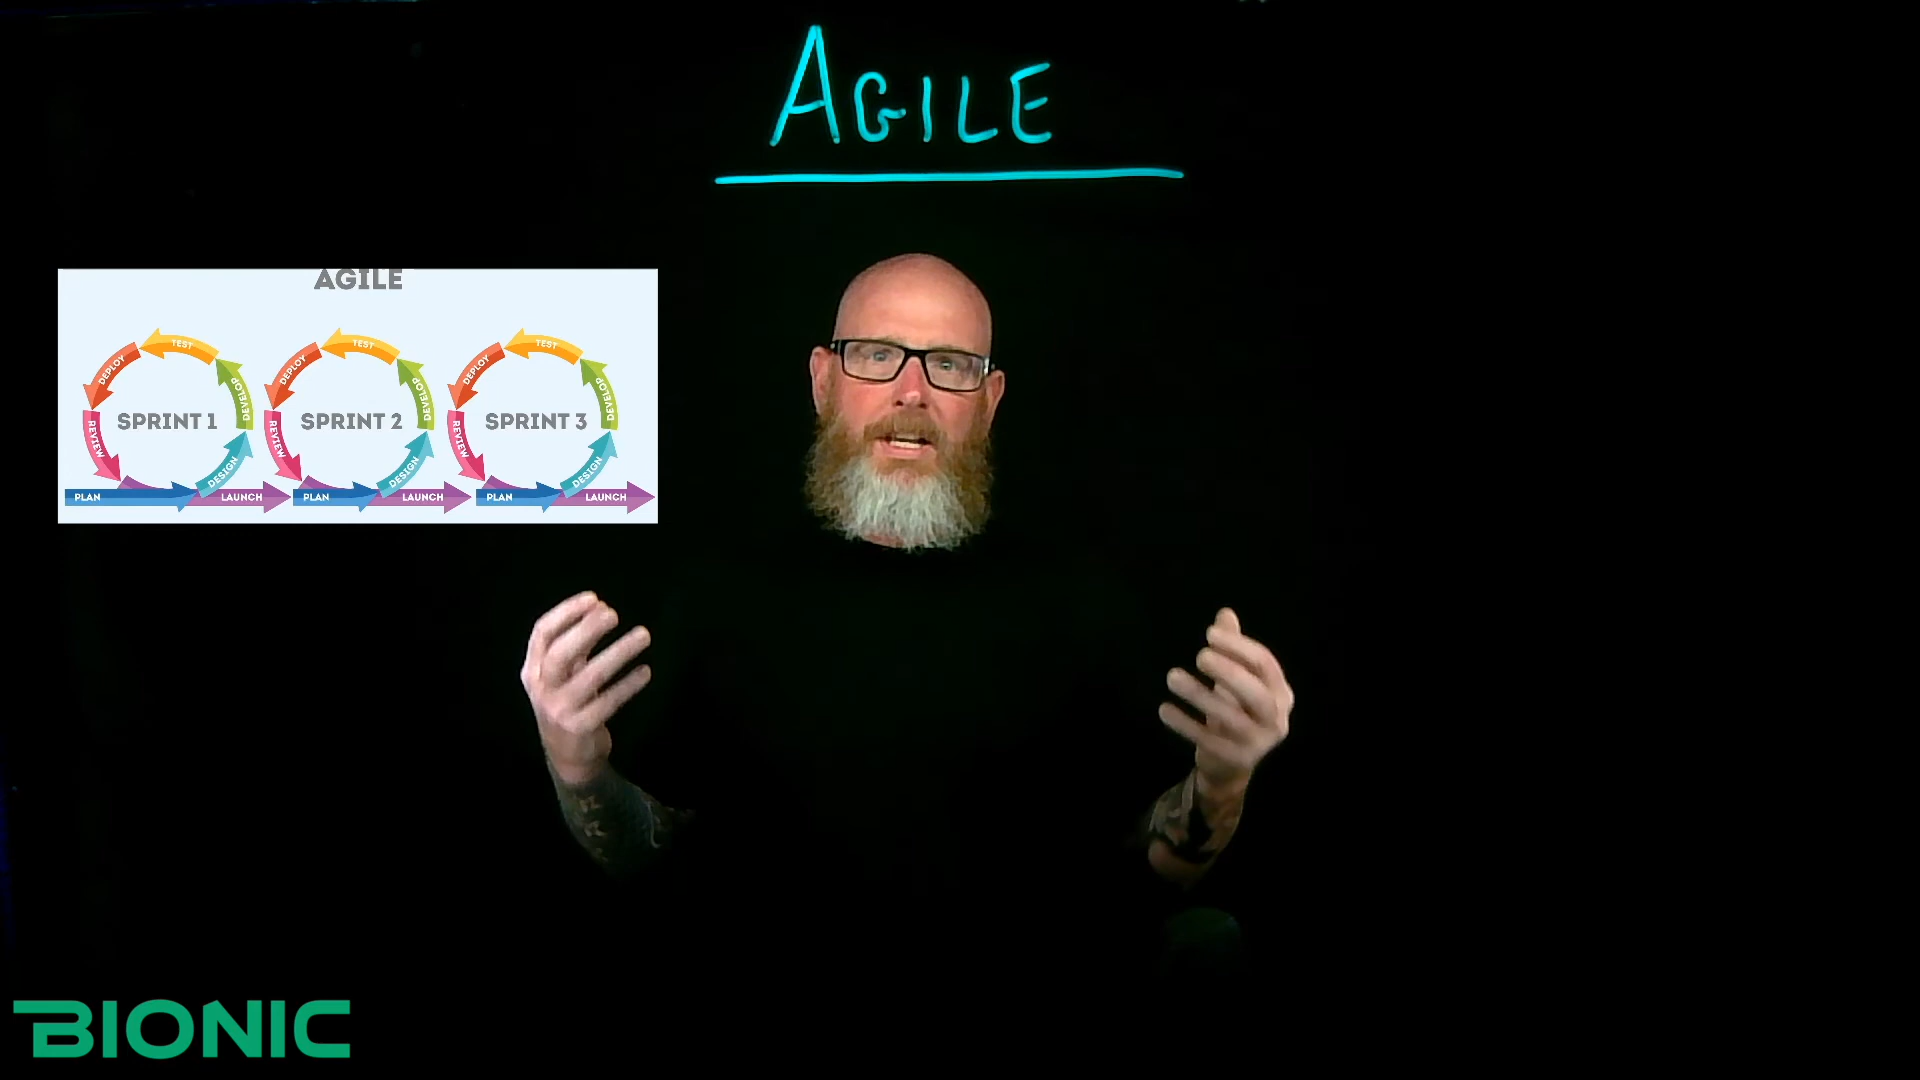 AGILE
AGILE
TEST
TEST
TEST
DEPLOY
DEPLOY
DEPLOY
DEVELOP
DEVELOP
DEVELOP
SPRINT 1
SPRINT 2
SPRINT 3
REVIEW
REVIEW
REVIEW
DESIGN
DESIGN
DESIGN
PLAN
LAUNCH
PLAN
LAUNCH
PLAN
LAUNCH
BIONIC